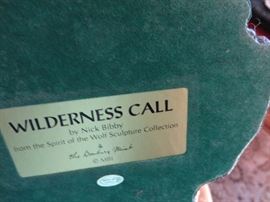 WILDERNESS CALL
by Nick Bibby
from the Spirit of the Wolf Sculpture Collection
The Danbury Mint
© MBI